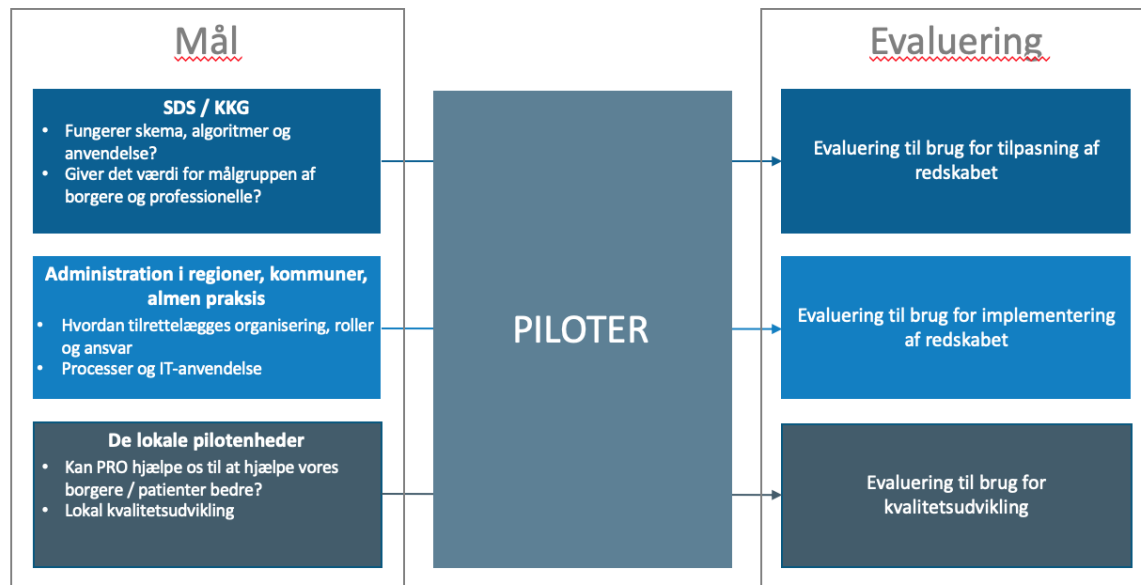 Mål
SDS / KKG
• Fungerer skema, algoritmer og
anvendelse?
• Giver det værdi for målgruppen af
borgere og professionelle?
Administration i regioner, kommuner,
almen praksis
• Hvordan tilrettelægges organisering, roller
og ansvar
• Processer og IT-anvendelse
De lokale pilotenheder
• Kan PRO hjælpe os til at hjælpe vores
borgere / patienter bedre?
• Lokal kvalitetsudvikling
PILOTER
Evaluering
Evaluering til brug for tilpasning af
redskabet
Evaluering til brug for implementering
af redskabet
Evaluering til brug for
kvalitetsudvikling